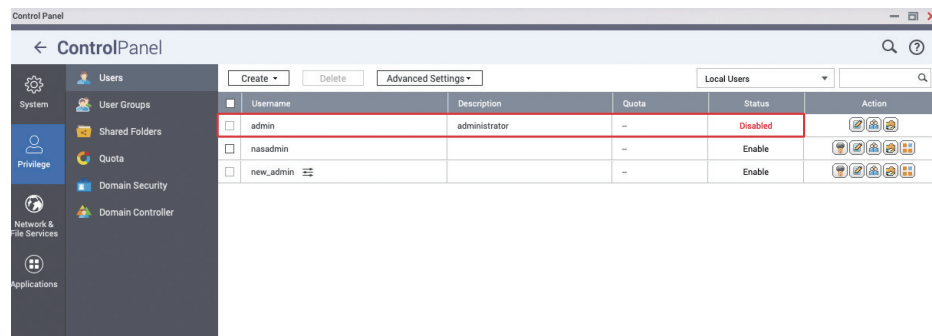 Control Panel
ControlPanel
System
Privilege
Network &
File Services
Applications
Users
User Groups
Shared Folders
Quota
Domain Security
Domain Controller
Create Delete Advanced Settings Local Users
Username Description Quota Status Action
admin administrator -- Disabled
nasadmin -- Enable
new_admin -- Enable